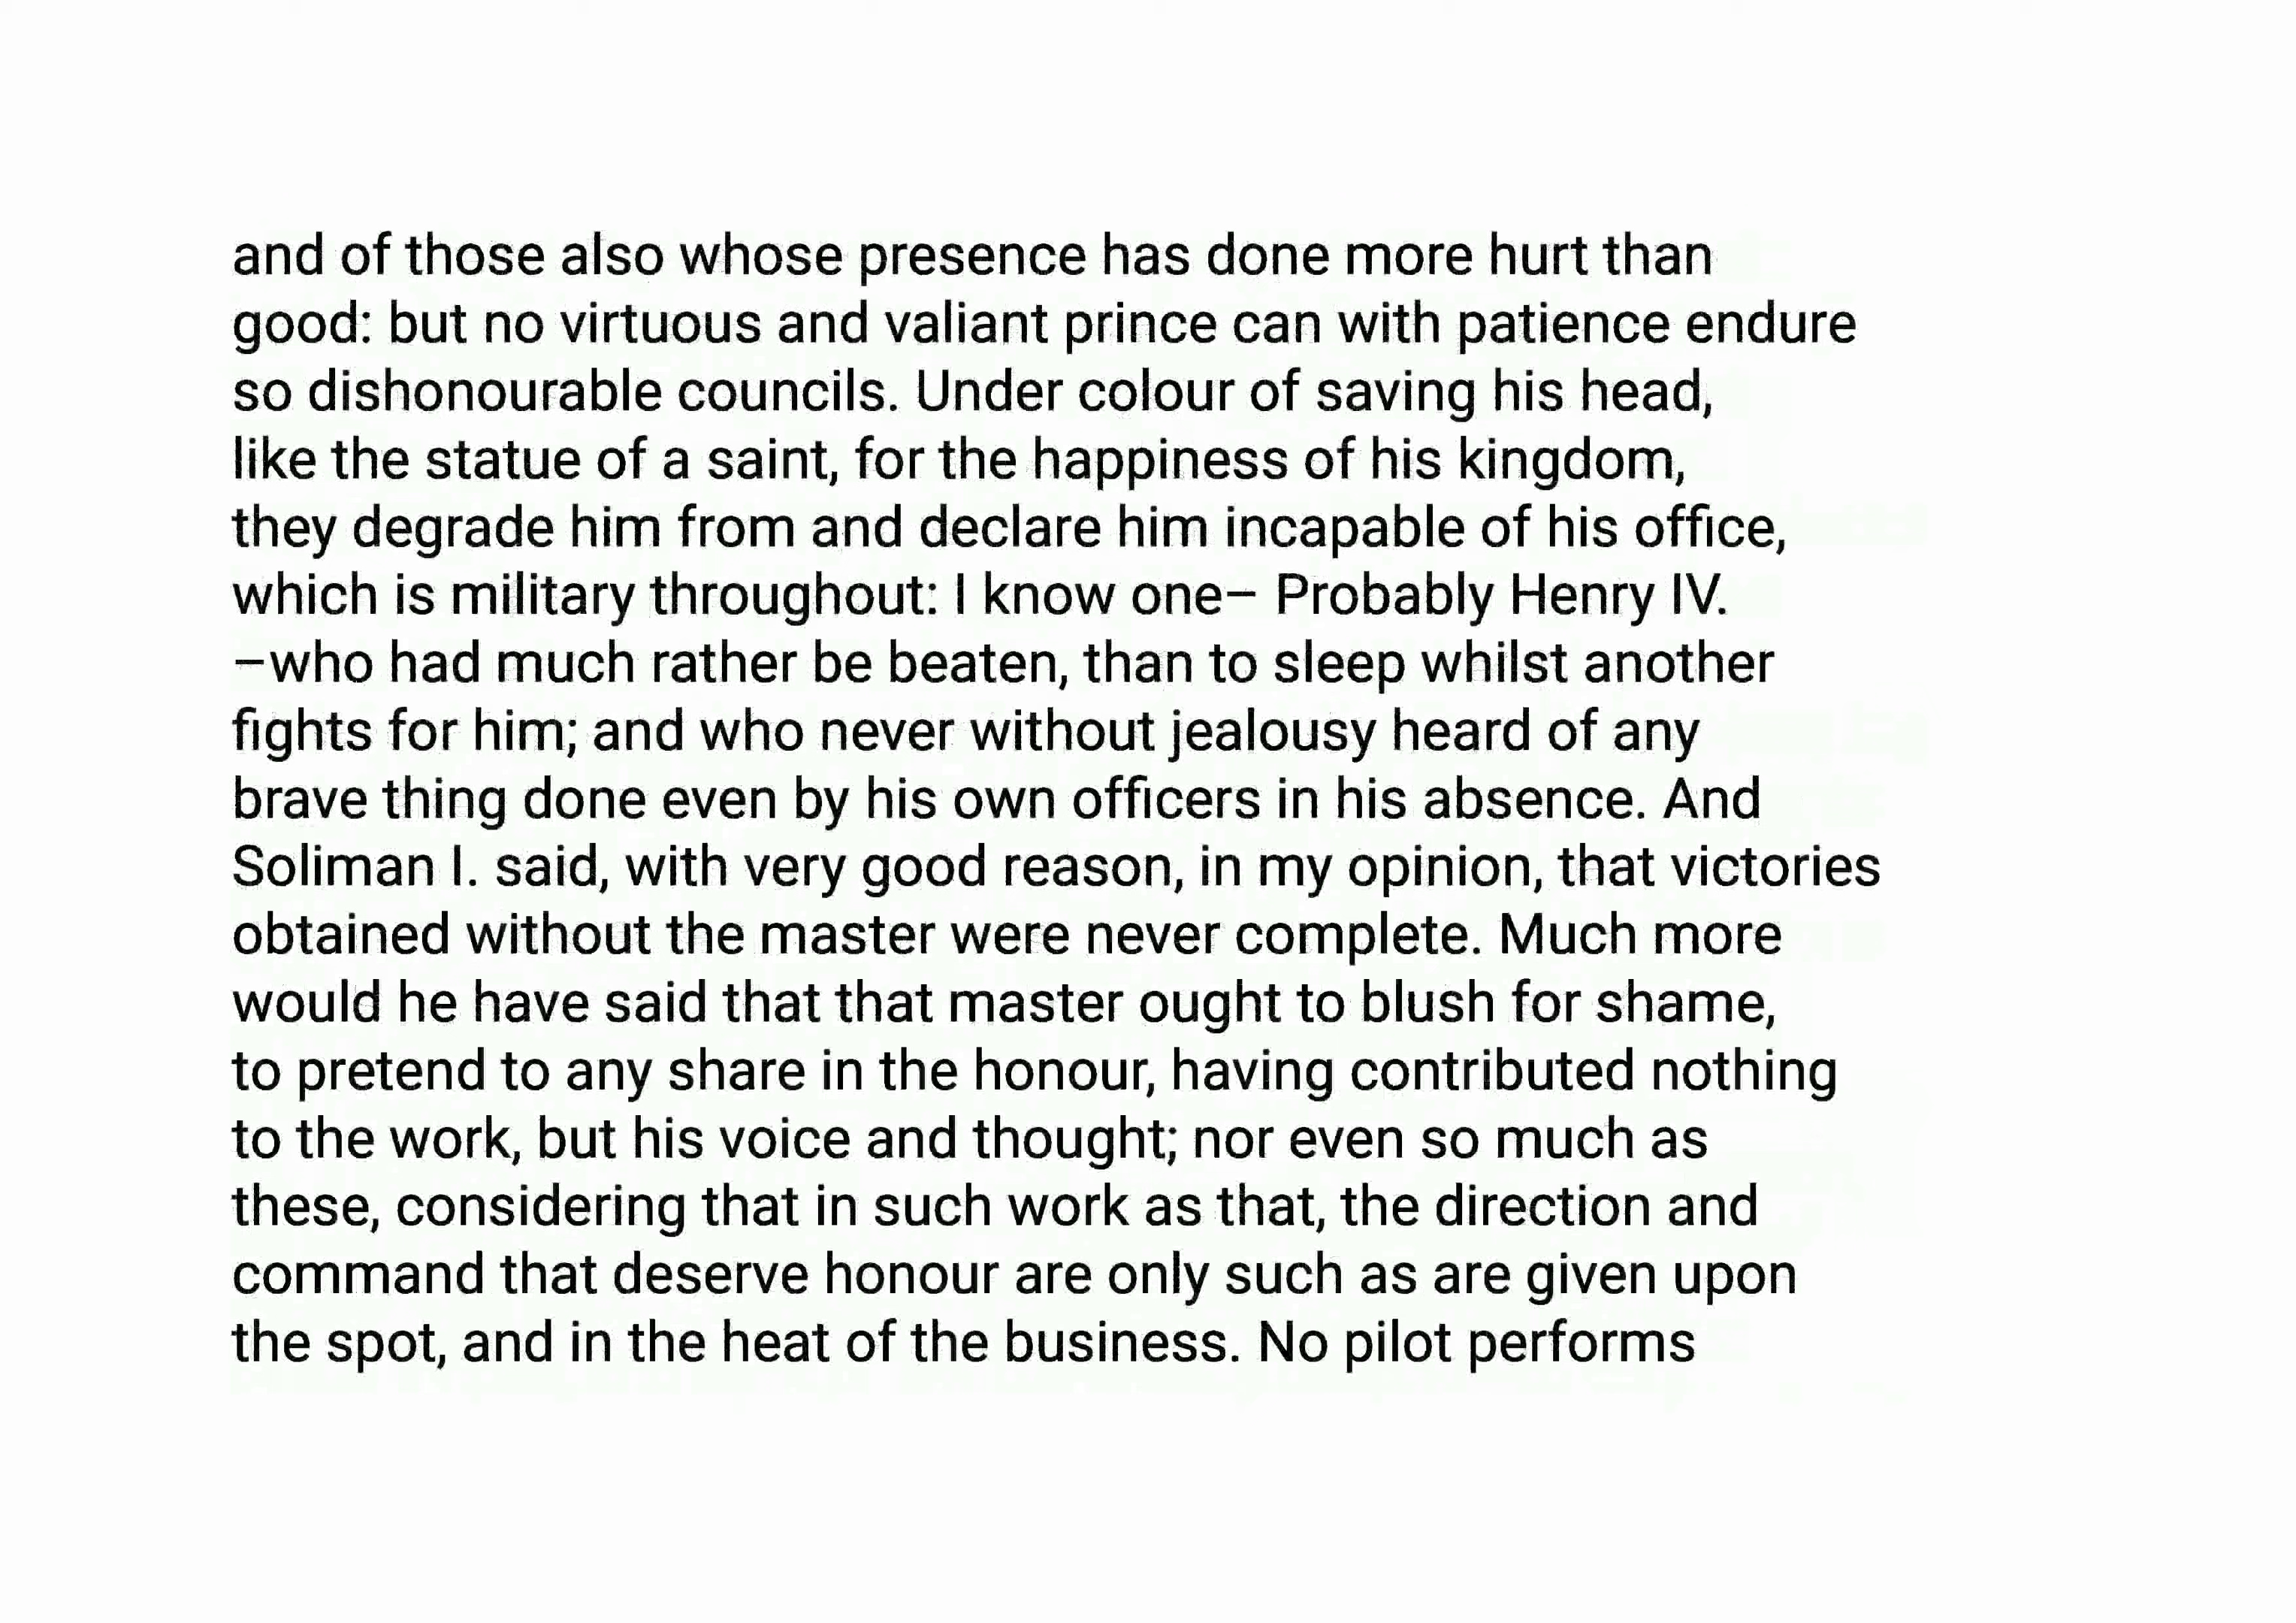 and of those also whose presence has done more hurt than
good: but no virtuous and valiant prince can with patience endure
so dishonourable councils. Under colour of saving his head,
like the statue of a saint, for the happiness of his kingdom,
they degrade him from and declare him incapable of his office,
which is military throughout: I know one– Probably Henry IV.
–who had much rather be beaten, than to sleep whilst another
fights for him; and who never without jealousy heard of any
brave thing done even by his own officers in his absence. And
Soliman I. said, with very good reason, in my opinion, that victories
obtained without the master were never complete. Much more
would he have said that that master ought to blush for shame,
to pretend to any share in the honour, having contributed nothing
to the work, but his voice and thought; nor even so much as
these, considering that in such work as that, the direction and
command that deserve honour are only such as are given upon
the spot, and in the heat of the business. No pilot performs